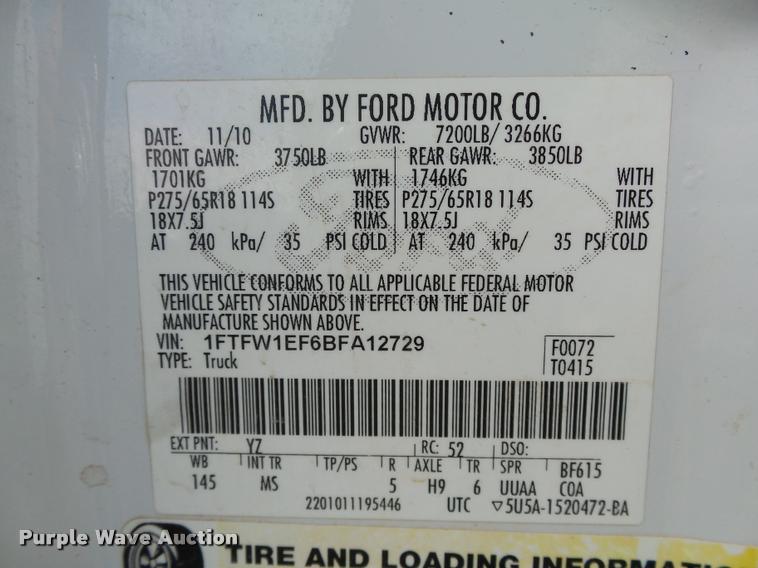 MFD. BY FORD MOTOR CO.
DATE: 11/10 GVWR: 7200LB/ 3266KG
FRONT GAWR: 3750LB REAR GAWR: 3850LB
1701KG WITH 1746KG WITH
P275/65R18 114S TIRES P275/65R18 114S TIRES
18X7.5J RIMS 18X7.5J RIMS
AT 240 kPa/ 35 PSI COLD AT 240 kPa/ 35 PSI COLD
THIS VEHICLE CONFORMS TO ALL APPLICABLE FEDERAL MOTOR
VEHICLE SAFETY STANDARDS IN EFFECT ON THE DATE OF
MANUFACTURE SHOWN ABOVE.
VIN: 1FTFW1EF6BFA12729 F0072
TYPE: Truck T0415
EXT PNT: YZ RC: 52 DSO:
WB INT TR TP/PS R AXLE TR SPR BF615
145 MS 5 H9 6 UUAA COA
2201011195446 UTC ▽5U5A-1520472-BA
Purple Wave Auction
TIRE AND LOADING INFORMATIO